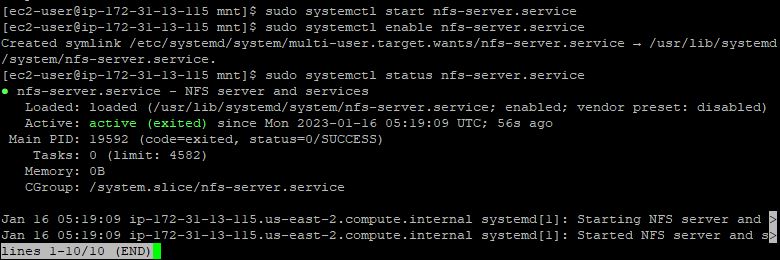 [ec2-user@ip-172-31-13-115 mnt]$ sudo systemctl start nfs-server.service
[ec2-user@ip-172-31-13-115 mnt]$ sudo systemctl enable nfs-server.service
Created symlink /etc/systemd/system/multi-user.target.wants/nfs-server.service → /usr/lib/systemd
/system/nfs-server.service.
[ec2-user@ip-172-31-13-115 mnt]$ sudo systemctl status nfs-server.service
● nfs-server.service - NFS server and services
   Loaded: loaded (/usr/lib/systemd/system/nfs-server.service; enabled; vendor preset: disabled)
   Active: active (exited) since Mon 2023-01-16 05:19:09 UTC; 56s ago
 Main PID: 19592 (code=exited, status=0/SUCCESS)
    Tasks: 0 (limit: 4582)
   Memory: 0B
   CGroup: /system.slice/nfs-server.service

Jan 16 05:19:09 ip-172-31-13-115.us-east-2.compute.internal systemd[1]: Starting NFS server and >
Jan 16 05:19:09 ip-172-31-13-115.us-east-2.compute.internal systemd[1]: Started NFS server and s>
lines 1-10/10 (END)